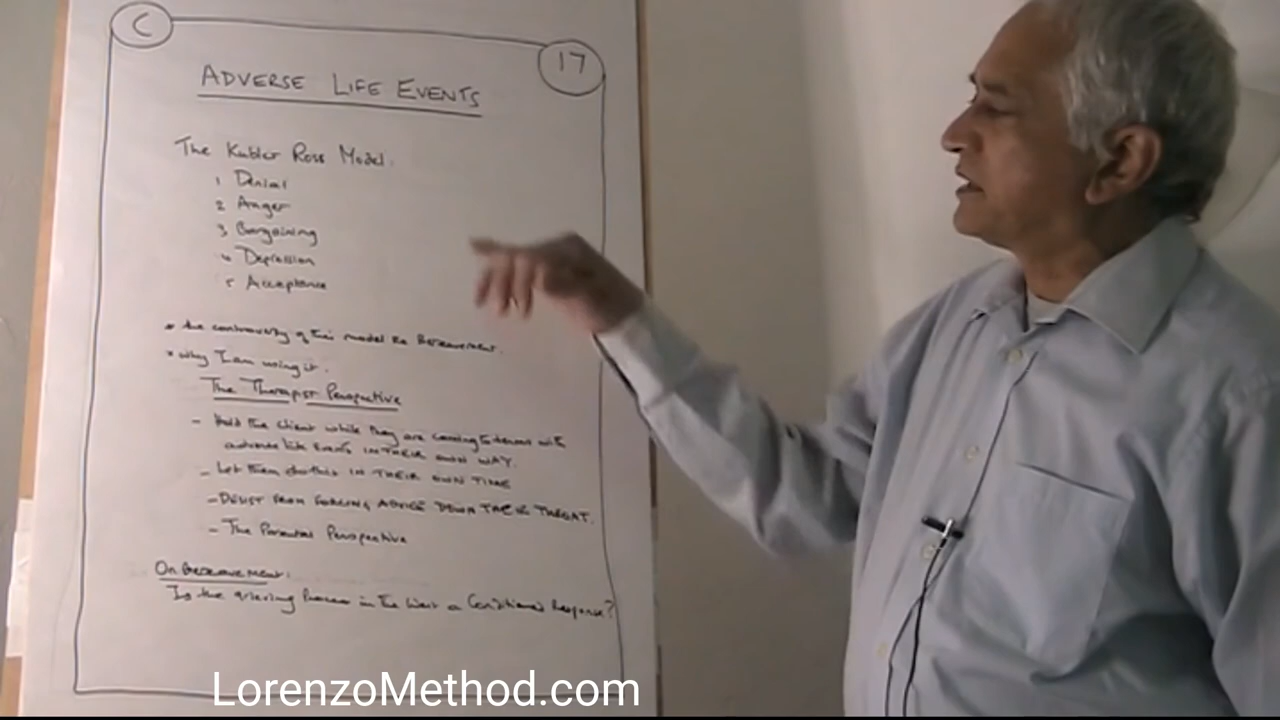 C
17
ADVERSE LIFE EVENTS
The Kubler Ross Model.
1 Denial
2 Anger
3 Bargaining
4 Depression
5 Acceptance
* the controversy of this model Re Bereavement.
* Why I am using it.
The Therapist Perspective
- Hold the client while they are coming to terms with
adverse life Events IN THEIR OWN WAY.
- Let them do this IN THEIR OWN TIME
- DESIST FROM FORCING ADVICE DOWN THEIR THROAT.
- The Parental Perspective
On Bereavement.
Is the grieving Process in the West a Conditioned Response?
LorenzoMethod.com